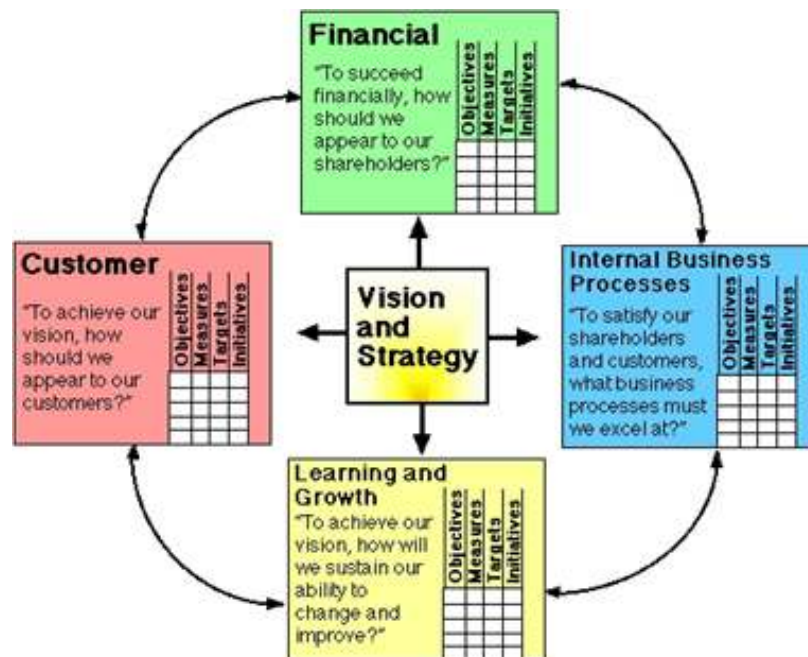 Financial
"To succeed
financially, how
should we
appear to our
shareholders?"
Objectives
Measures
Targets
Initiatives
Customer
"To achieve our
vision, how
should we
appear to our
customers?"
Objectives
Measures
Targets
Initiatives
Vision
and
Strategy
Internal Business
Processes
"To satisfy our
shareholders
and customers,
what business
processes must
we excel at?"
Objectives
Measures
Targets
Initiatives
Learning and
Growth
"To achieve our
vision, how will
we sustain our
ability to
change and
improve?"
Objectives
Measures
Targets
Initiatives